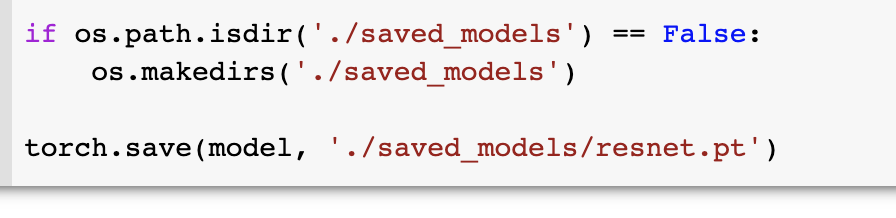 if os.path.isdir('./saved_models') == False:
    os.makedirs('./saved_models')
torch.save(model, './saved_models/resnet.pt')